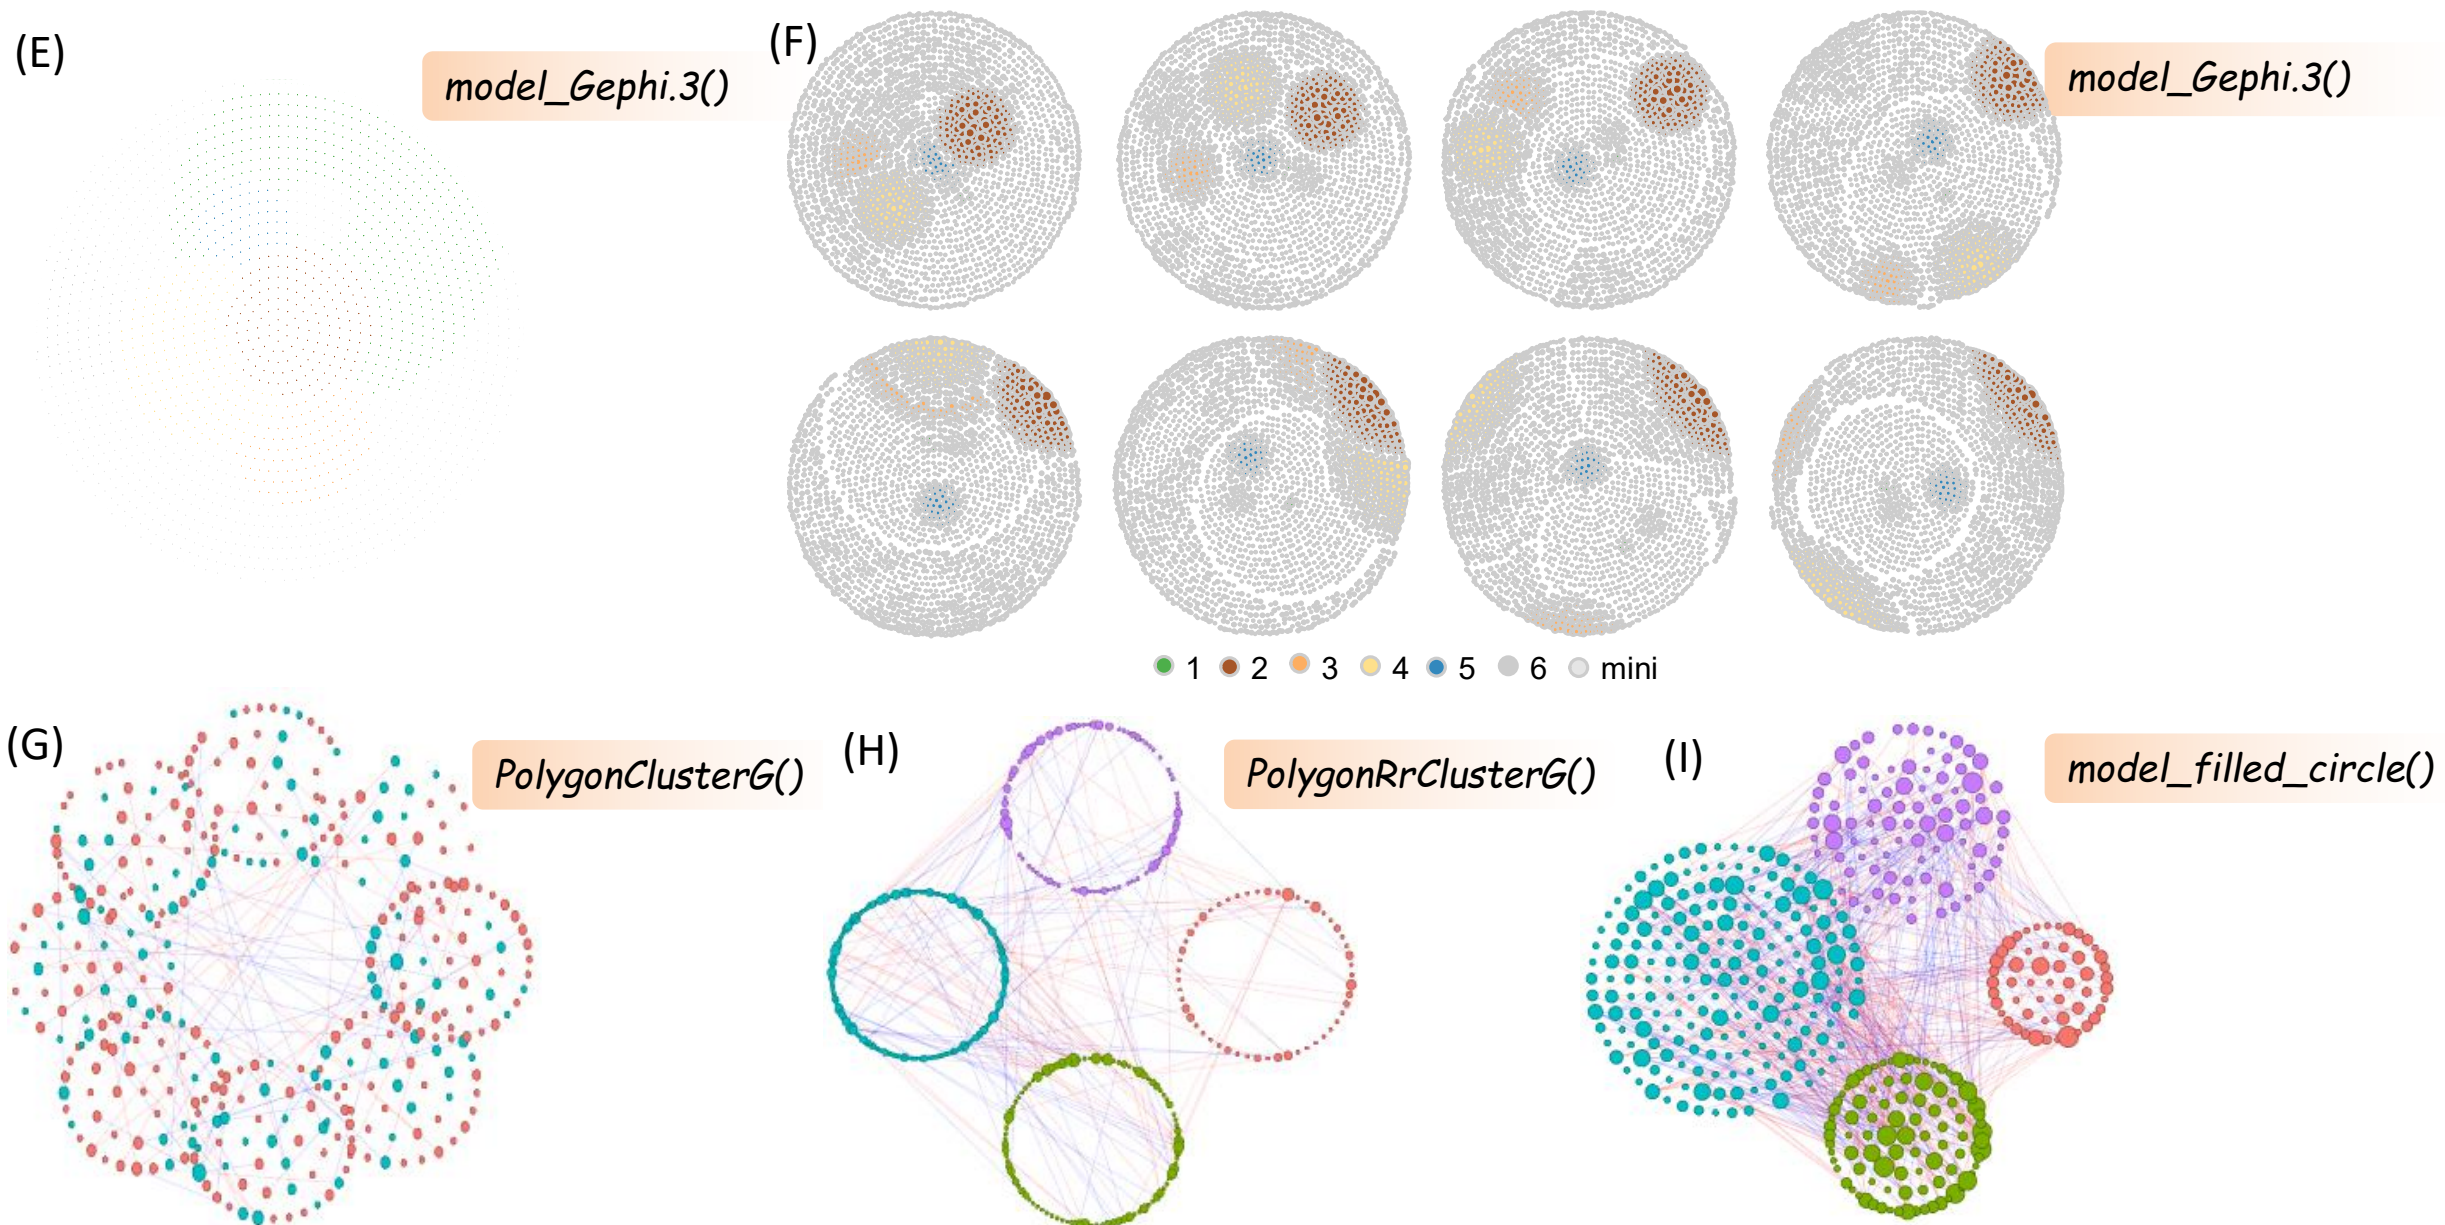 (E)
model_Gephi.3()
(F)
model_Gephi.3()
1 2 3 4 5 6 mini
(G)
PolygonClusterG()
(H)
PolygonRrClusterG()
(I)
model_filled_circle()